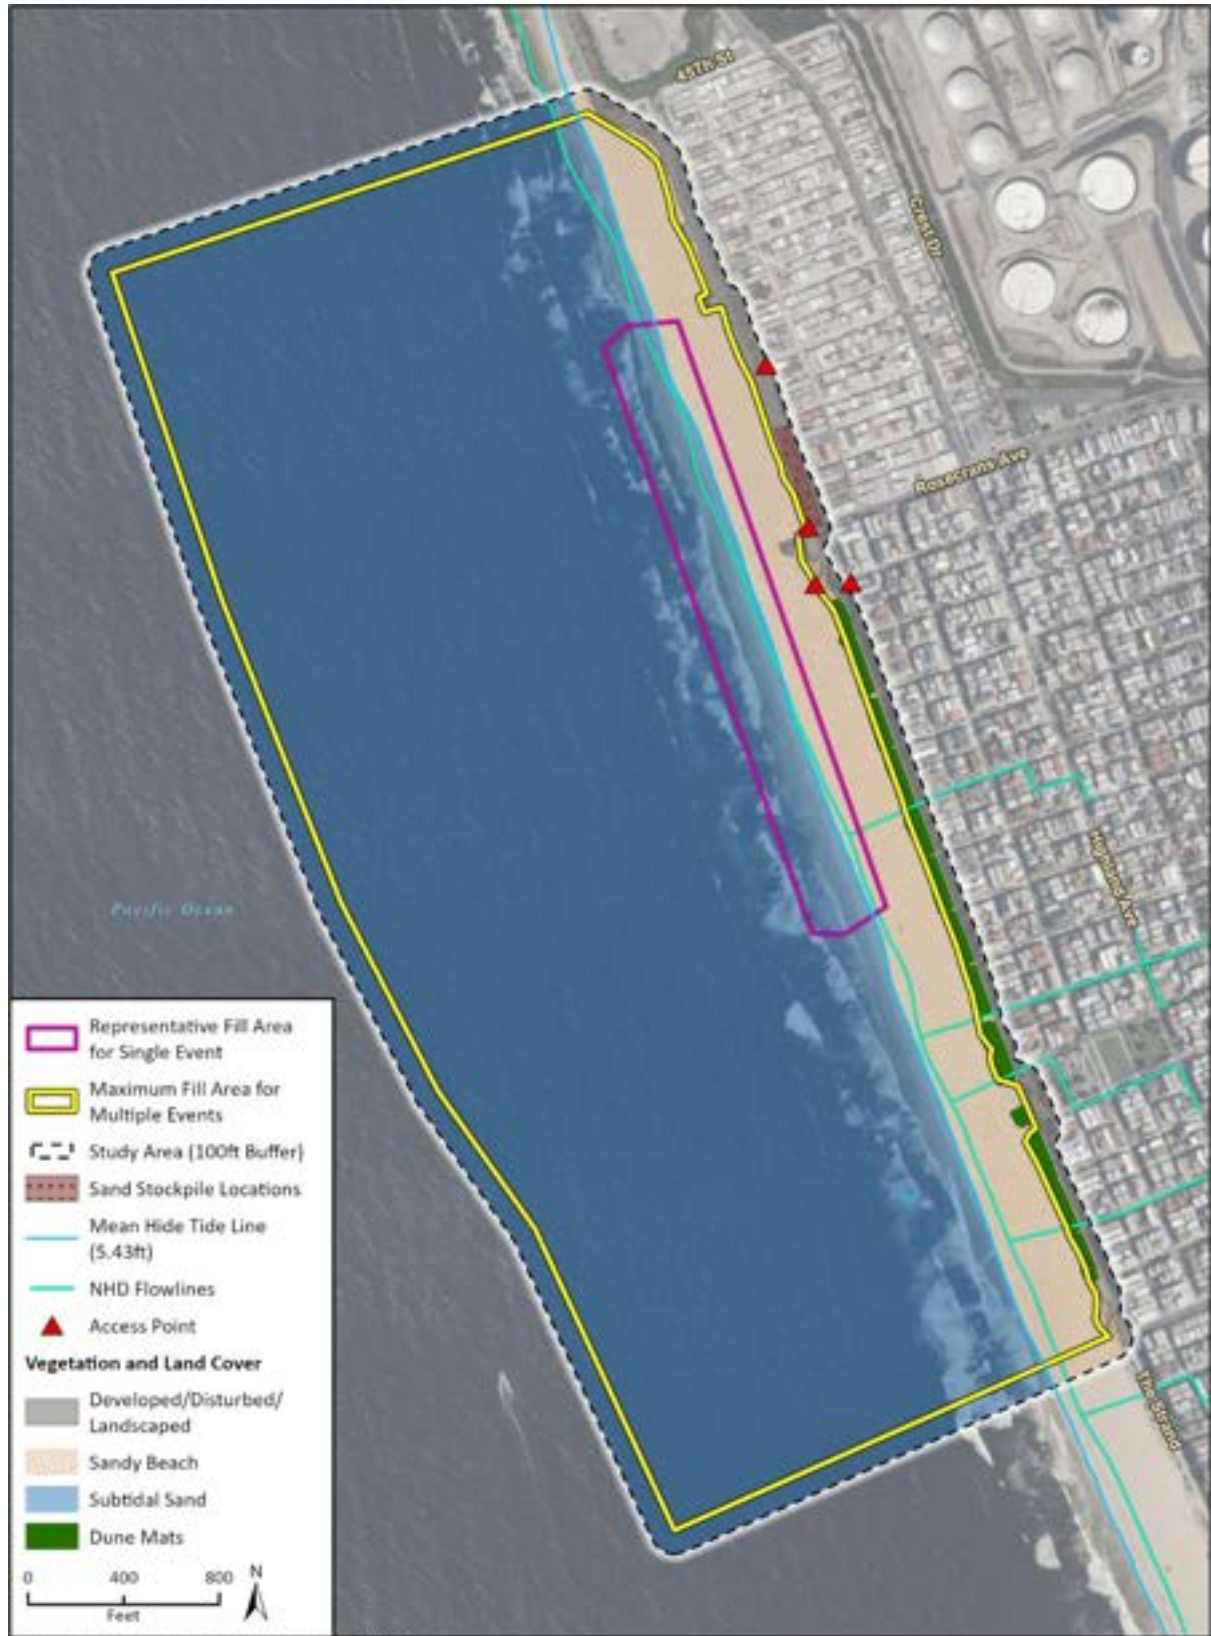 45Th St
Crest Dr
Rosecrans Ave
Highland Ave
Pacific Ocean
The Strand
Representative Fill Area
for Single Event
Maximum Fill Area for
Multiple Events
Study Area (100ft Buffer)
Sand Stockpile Locations
Mean Hide Tide Line
(5.43ft)
NHD Flowlines
Access Point
Vegetation and Land Cover
Developed/Disturbed/
Landscaped
Sandy Beach
Subtidal Sand
Dune Mats
0 400 800 N
Feet